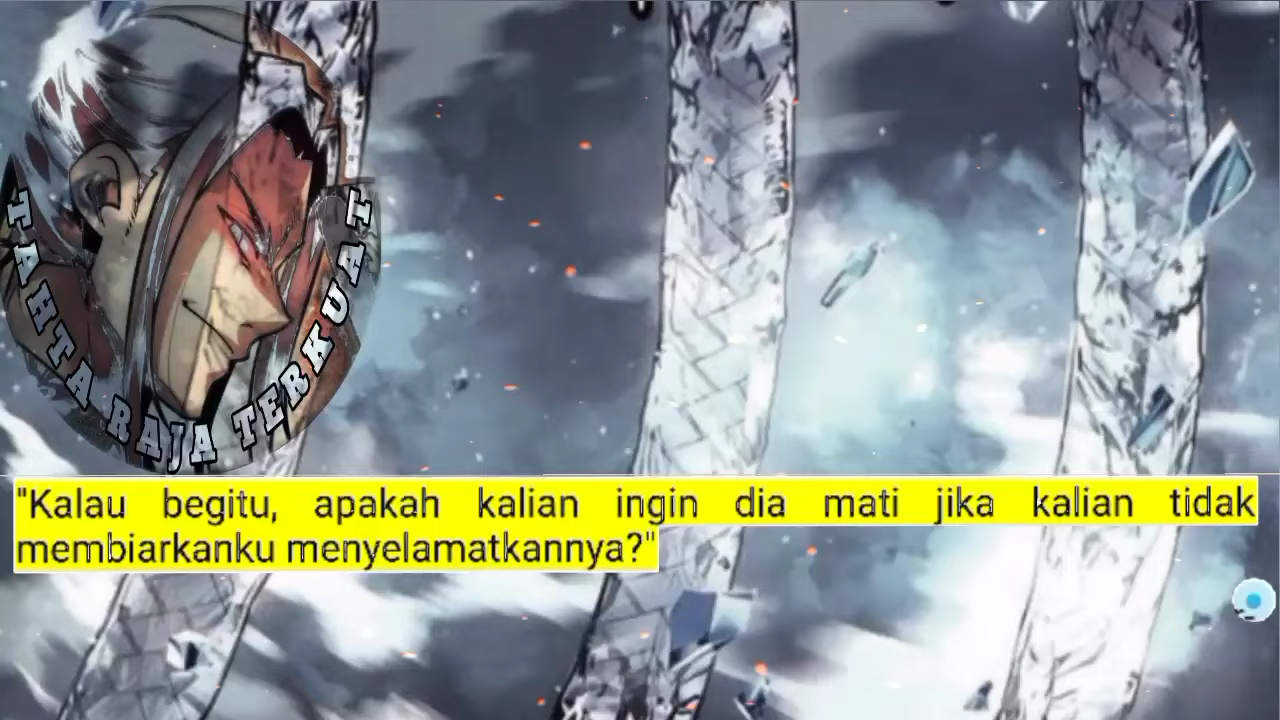 TAHTA RAJA TERKUAT
"Kalau begitu, apakah kalian ingin dia mati jika kalian tidak
membiarkanku menyelamatkannya?"